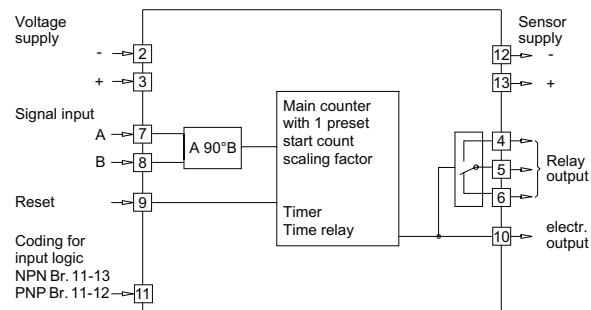 Voltage
supply
- 2
+ 3
Signal input
A 7
B 8
A 90°B
Reset
9
Coding for
input logic
NPN Br. 11-13
PNP Br. 11-12
11
Main counter
with 1 preset
start count
scaling factor
Timer
Time relay
Sensor
supply
12 -
13 +
4
5
6
Relay
output
10
electr.
output